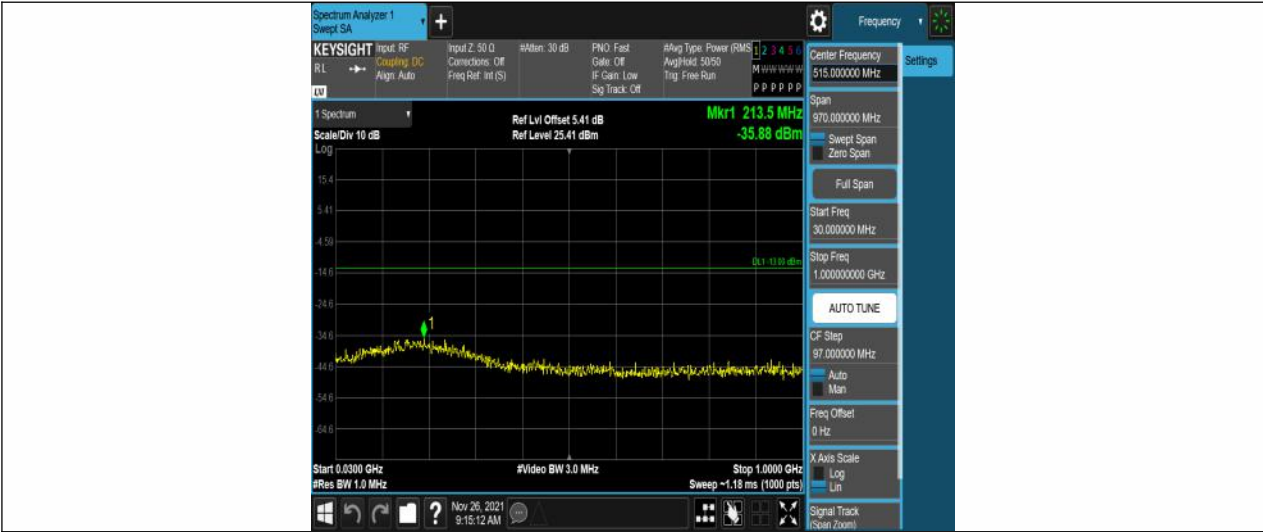 Spectrum Analyzer 1
Swept SA
Frequency
KEYSIGHT
RL
Input: RF
Coupling: DC
Align: Auto
Input Z: 50 Ω
Corrections: Off
Freq Ref: Int (S)
#Atten: 30 dB
PNO: Fast
Gate: Off
IF Gain: Low
Sig Track: Off
#Avg Type: Power (RMS
Avg|Hold: 50/50
Trig: Free Run
1 2 3 4 5 6
M W W W W W
P P P P P P
1 Spectrum
Scale/Div 10 dB
Log
Ref Lvl Offset 5.41 dB
Ref Level 25.41 dBm
Mkr1 213.5 MHz
-35.88 dBm
15.4
5.41
-4.59
-14.6
-24.6
-34.6
-44.6
-54.6
-64.6
DL1 -13.00 dBm
1
Start 0.0300 GHz
#Res BW 1.0 MHz
#Video BW 3.0 MHz
Stop 1.0000 GHz
Sweep ~1.18 ms (1000 pts)
Nov 26, 2021
9:15:12 AM
Center Frequency
515.000000 MHz
Settings
Span
970.000000 MHz
Swept Span
Zero Span
Full Span
Start Freq
30.000000 MHz
Stop Freq
1.000000000 GHz
AUTO TUNE
CF Step
97.000000 MHz
Auto
Man
Freq Offset
0 Hz
X Axis Scale
Log
Lin
Signal Track
(Span Zoom)